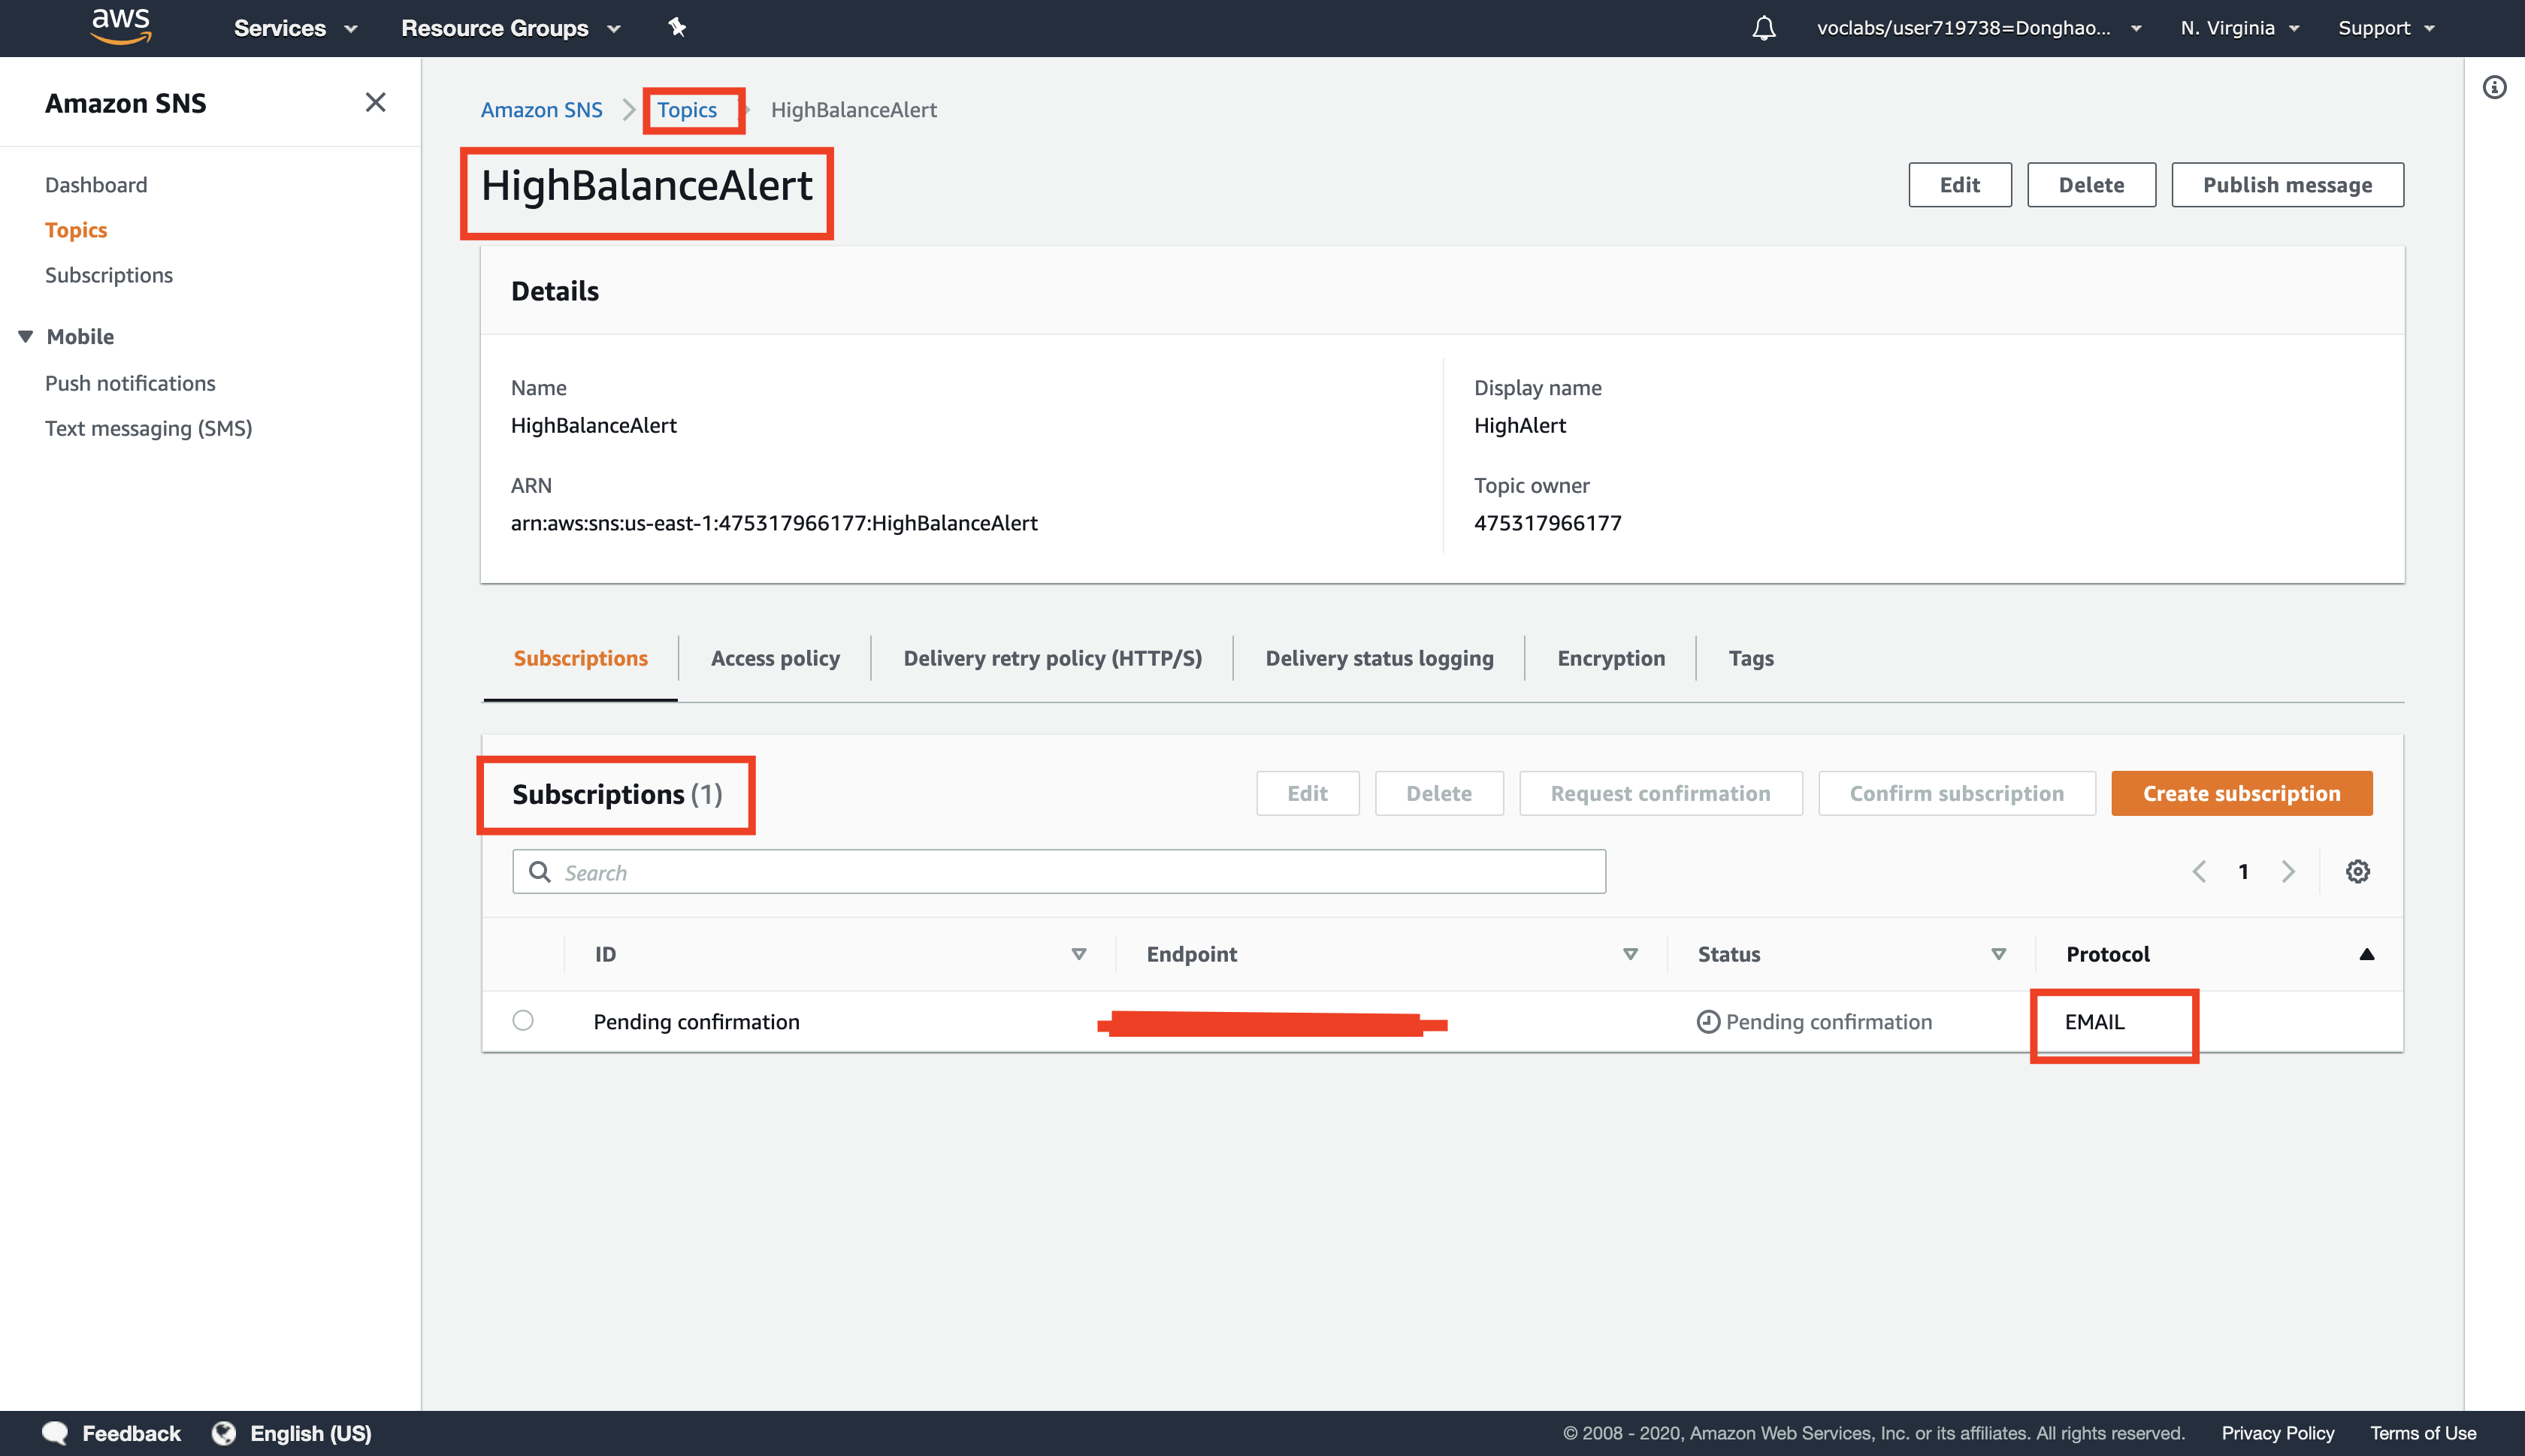 aws Services Resource Groups voclabs/user719738=Donghao... N. Virginia Support
Amazon SNS
Dashboard
Topics
Subscriptions
Mobile
Push notifications
Text messaging (SMS)
Amazon SNS Topics HighBalanceAlert
HighBalanceAlert
Edit Delete Publish message
Details
Name
HighBalanceAlert
ARN
arn:aws:sns:us-east-1:475317966177:HighBalanceAlert
Display name
HighAlert
Topic owner
475317966177
Subscriptions Access policy Delivery retry policy (HTTP/S) Delivery status logging Encryption Tags
Subscriptions (1)
Edit Delete Request confirmation Confirm subscription Create subscription
Search
1
ID Endpoint Status Protocol
Pending confirmation Pending confirmation EMAIL
Feedback English (US) © 2008 - 2020, Amazon Web Services, Inc. or its affiliates. All rights reserved. Privacy Policy Terms of Use